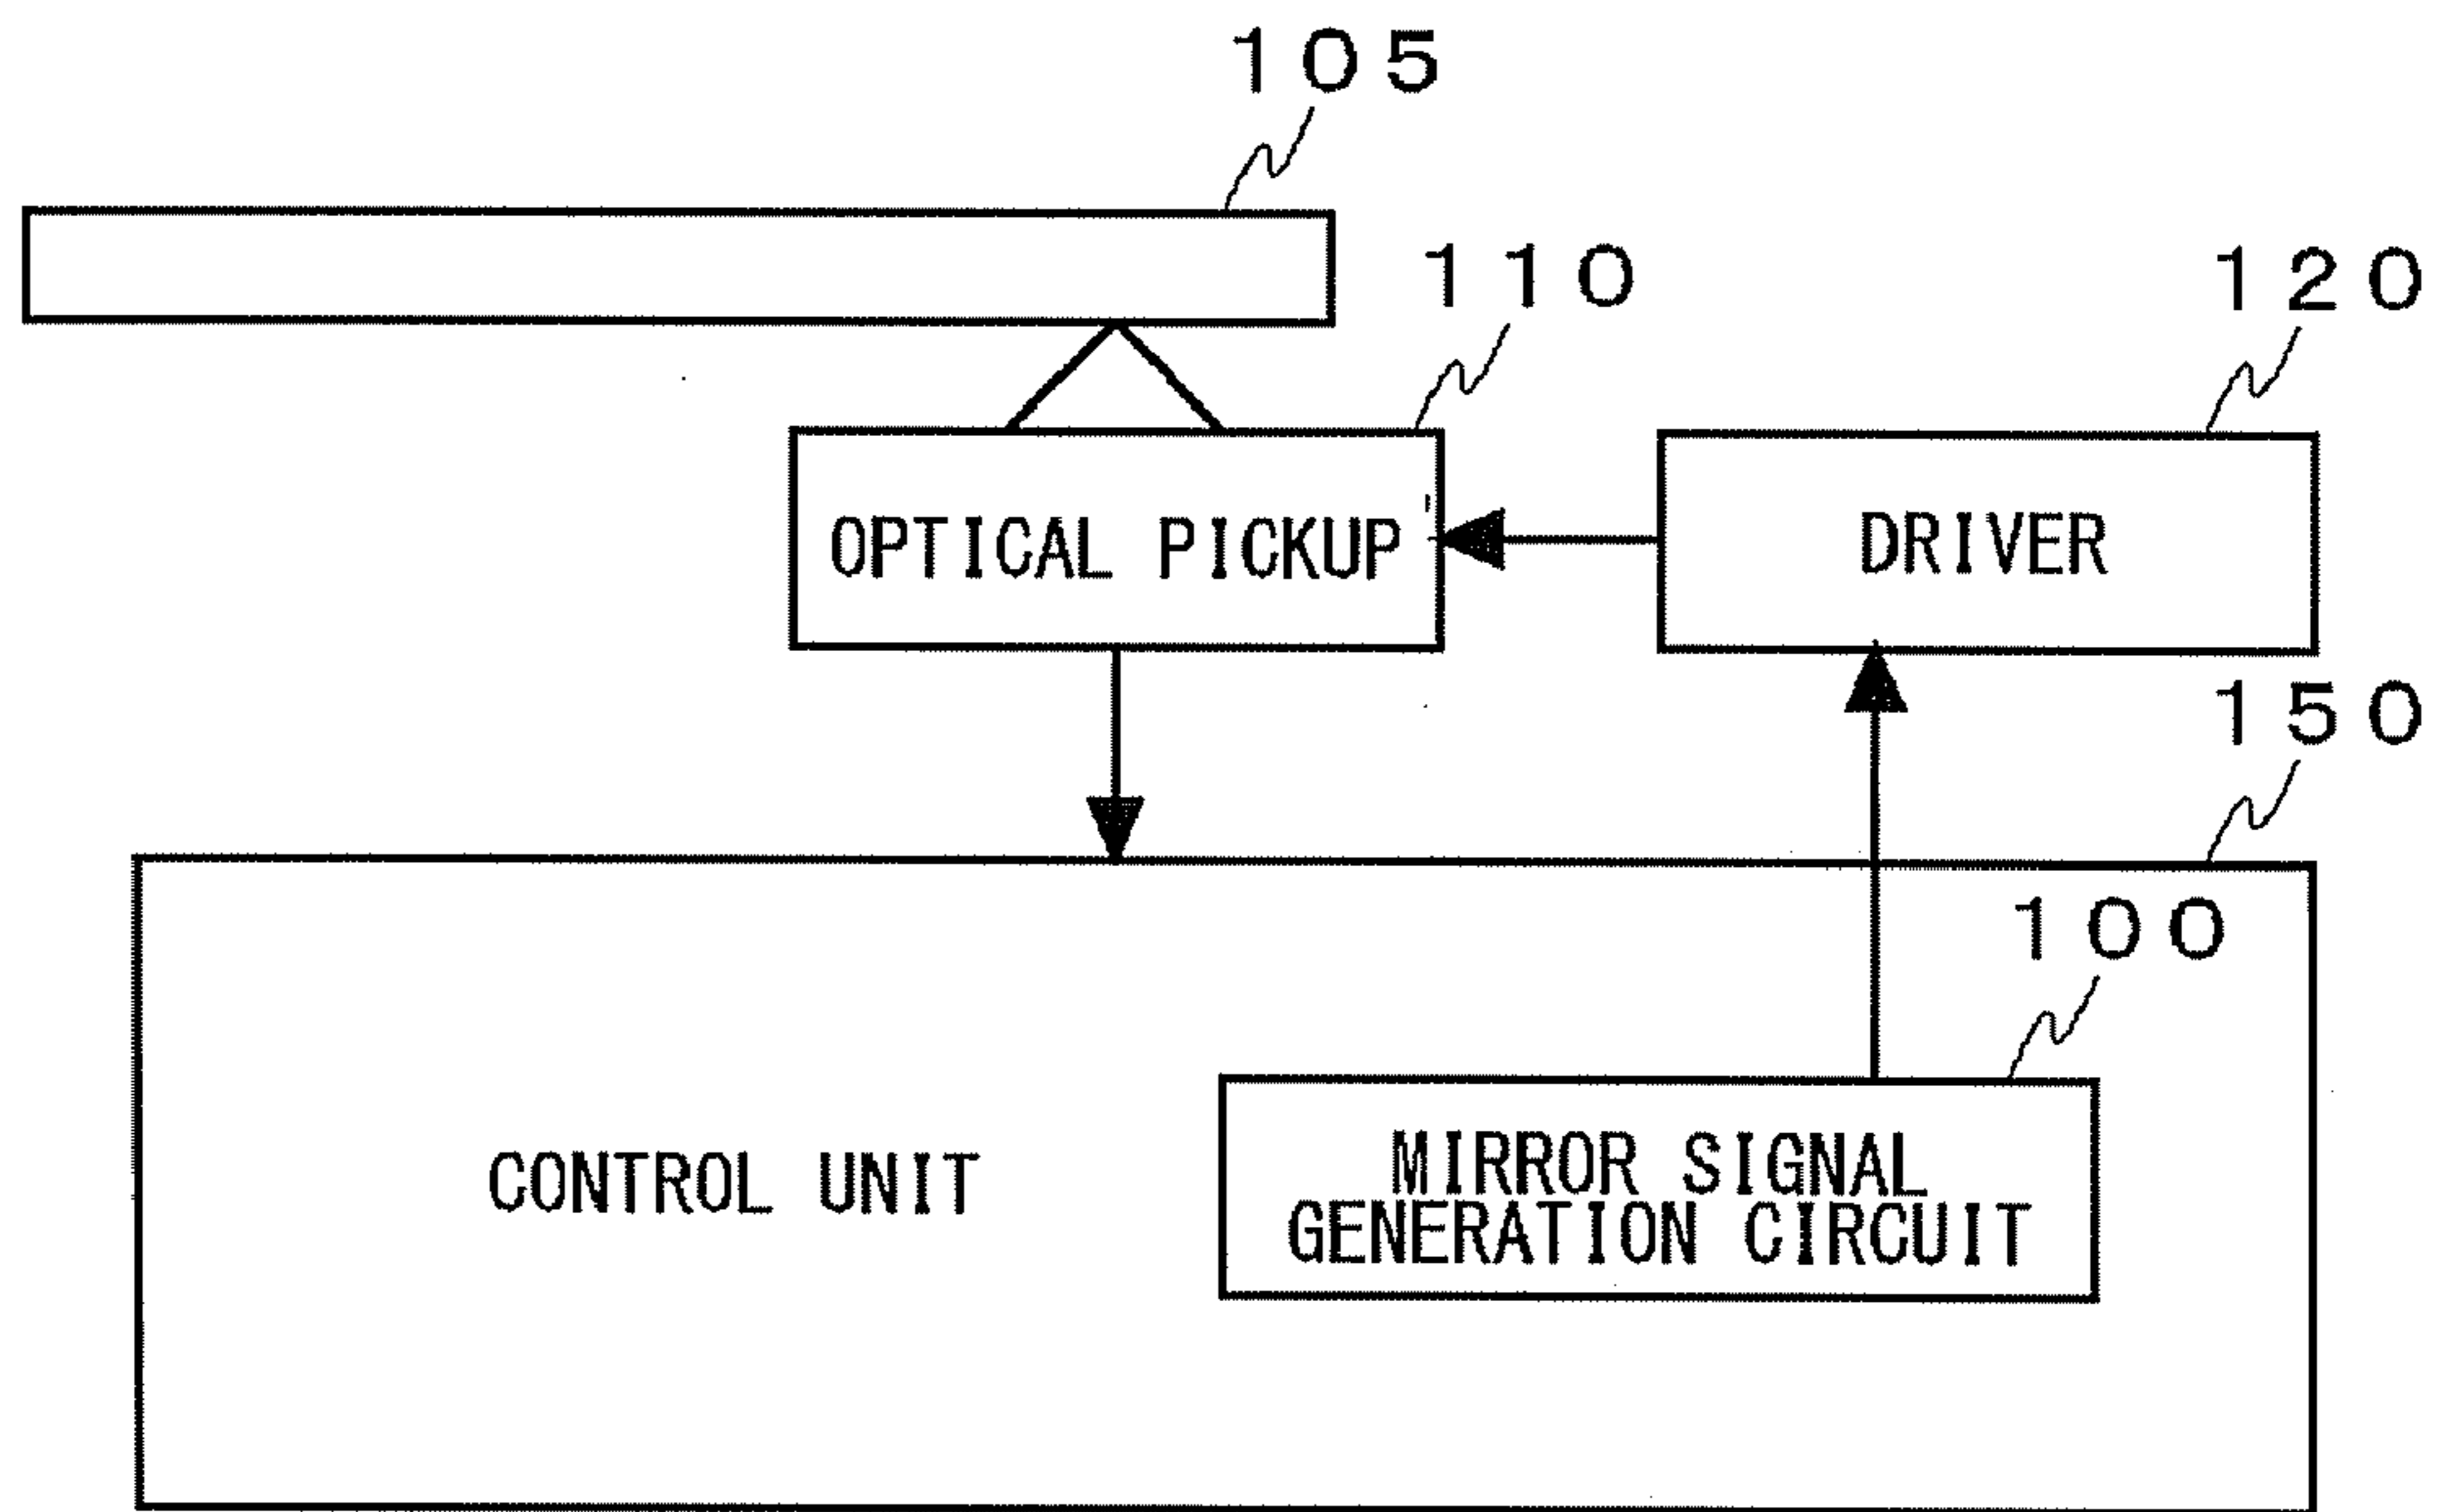 105
110
120
OPTICAL PICKUP
DRIVER
150
100
CONTROL UNIT
MIRROR SIGNAL
GENERATION CIRCUIT